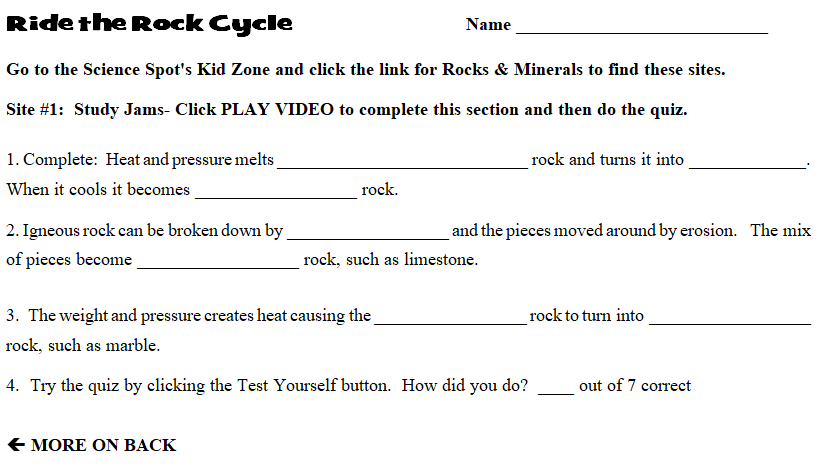 Ride the Rock Cycle Name ____________________________
Go to the Science Spot's Kid Zone and click the link for Rocks & Minerals to find these sites.
Site #1: Study Jams- Click PLAY VIDEO to complete this section and then do the quiz.
1. Complete: Heat and pressure melts ____________________________ rock and turns it into _____________.
When it cools it becomes __________________ rock.
2. Igneous rock can be broken down by __________________ and the pieces moved around by erosion. The mix
of pieces become __________________ rock, such as limestone.
3. The weight and pressure creates heat causing the _________________ rock to turn into __________________
rock, such as marble.
4. Try the quiz by clicking the Test Yourself button. How did you do? ____ out of 7 correct
← MORE ON BACK